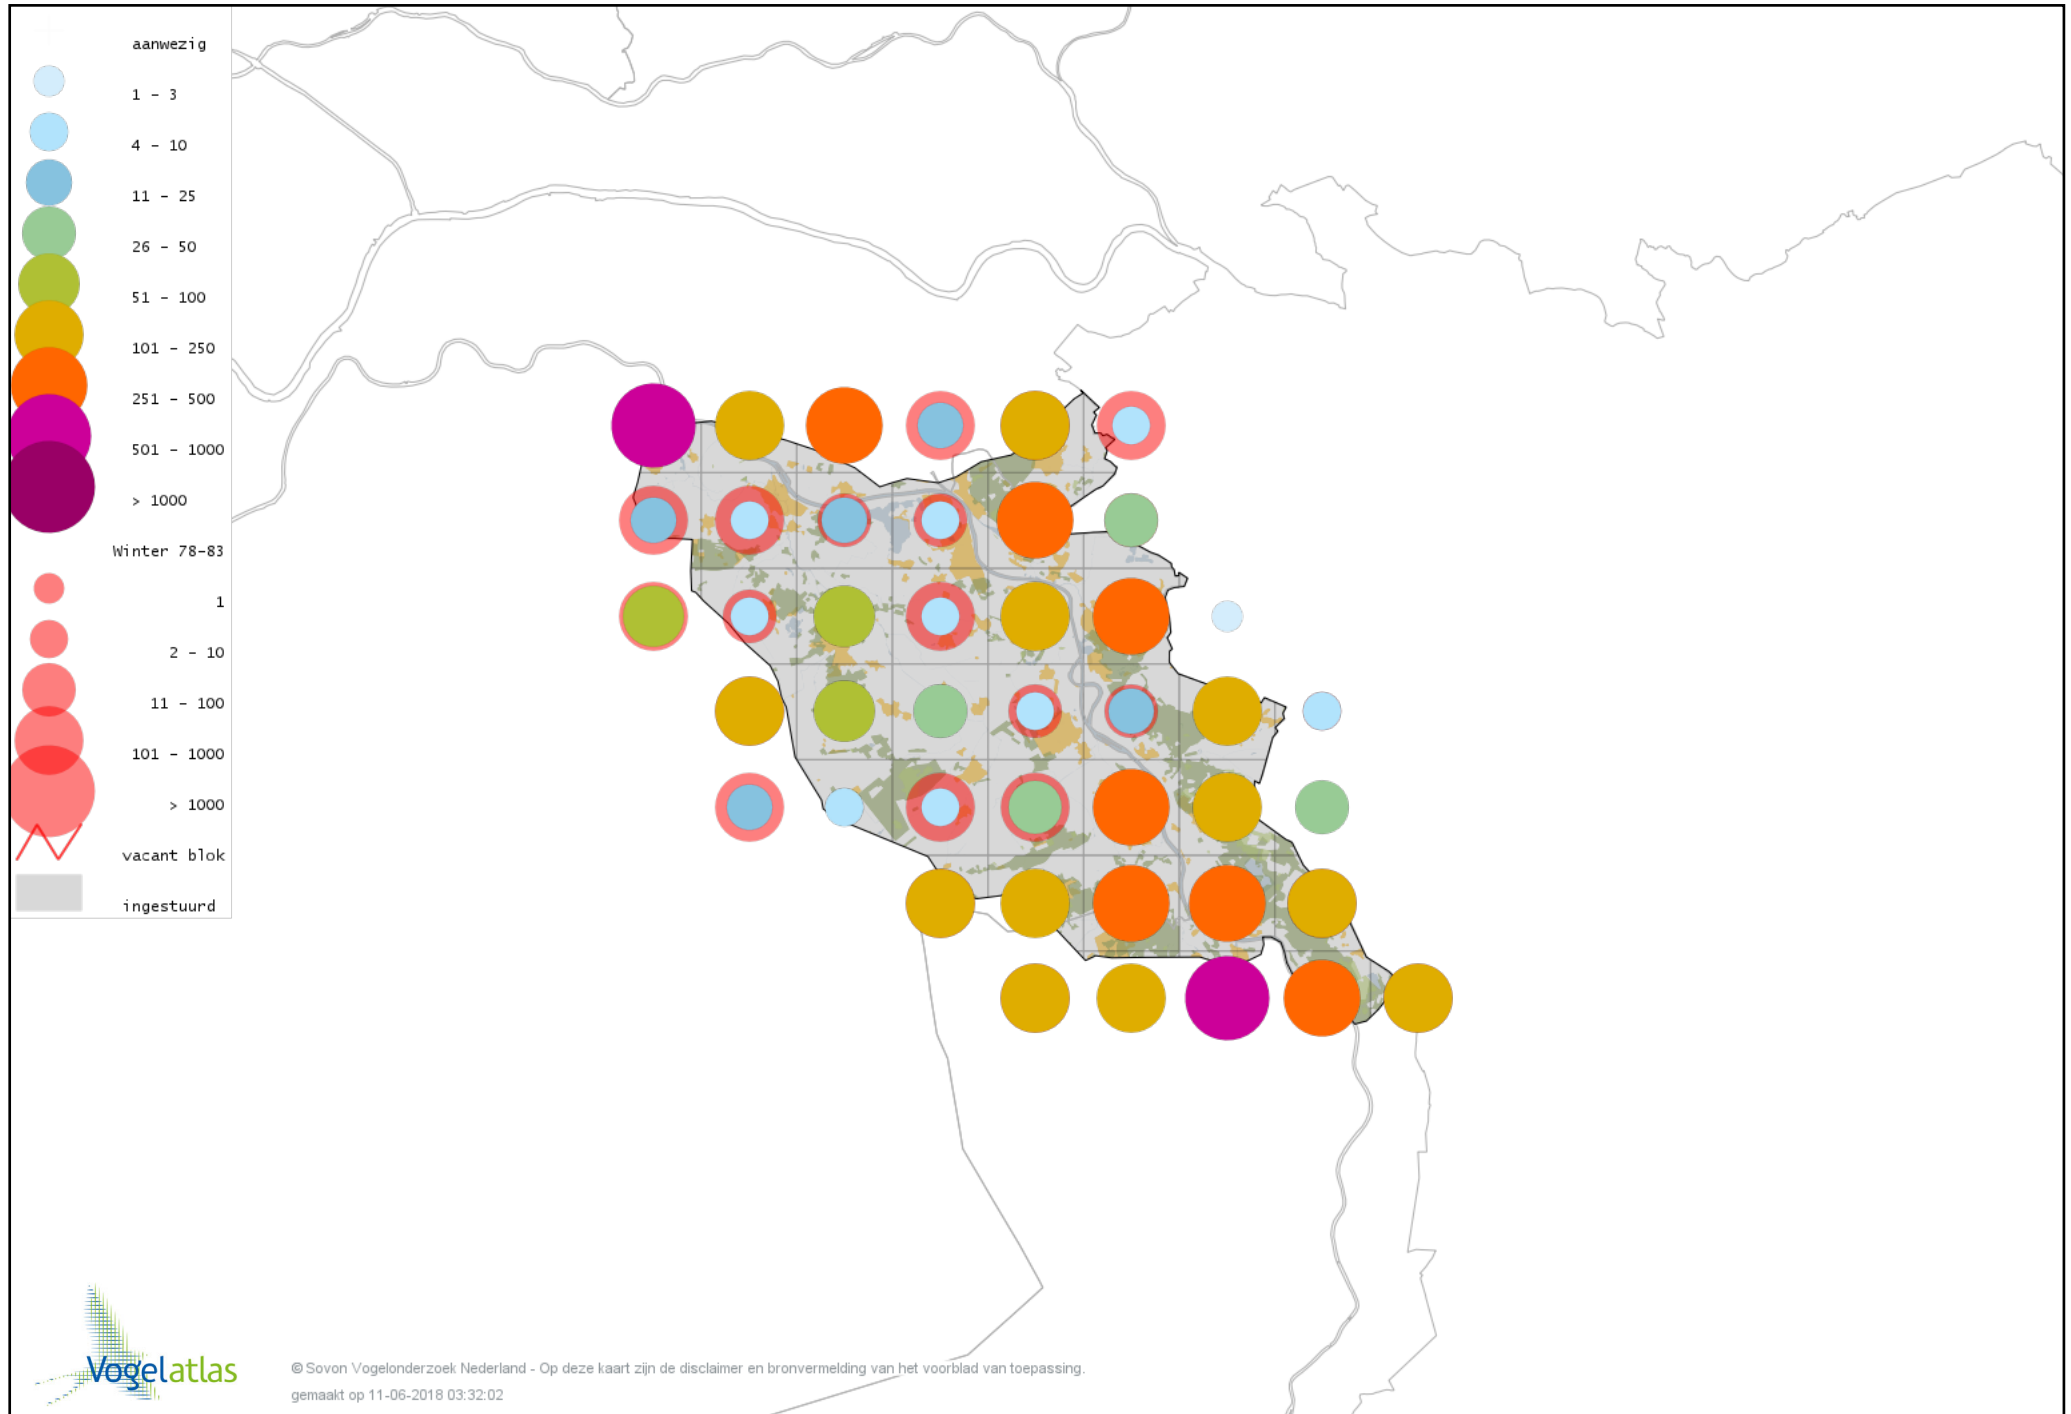 aanwezig
1 - 3
4 - 10
11 - 25
26 - 50
51 - 100
101 - 250
251 - 500
501 - 1000
> 1000
Winter 78-83
1
2 - 10
11 - 100
101 - 1000
> 1000
vacant blok
ingestuurd
Vogelatlas
© Sovon Vogelonderzoek Nederland - Op deze kaart zijn de disclaimer en bronvermelding van het voorblad van toepassing.
gemaakt op 11-06-2018 03:32:02